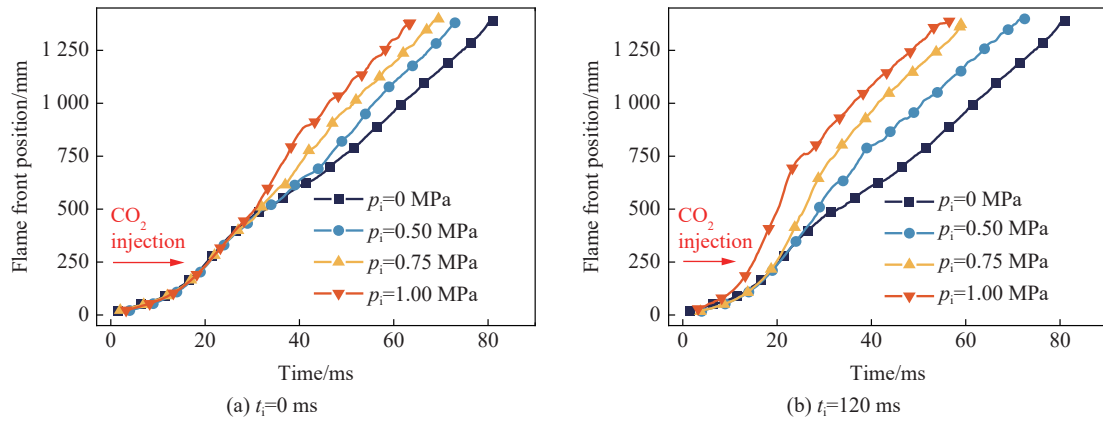 Flame front position/mm
1 250
1 000
750
500
250
0
CO2
injection
pi=0 MPa
pi=0.50 MPa
pi=0.75 MPa
pi=1.00 MPa
0 20 40 60 80
Time/ms
(a) ti=0 ms
Flame front position/mm
1 250
1 000
750
500
250
0
CO2
injection
pi=0 MPa
pi=0.50 MPa
pi=0.75 MPa
pi=1.00 MPa
0 20 40 60 80
Time/ms
(b) ti=120 ms